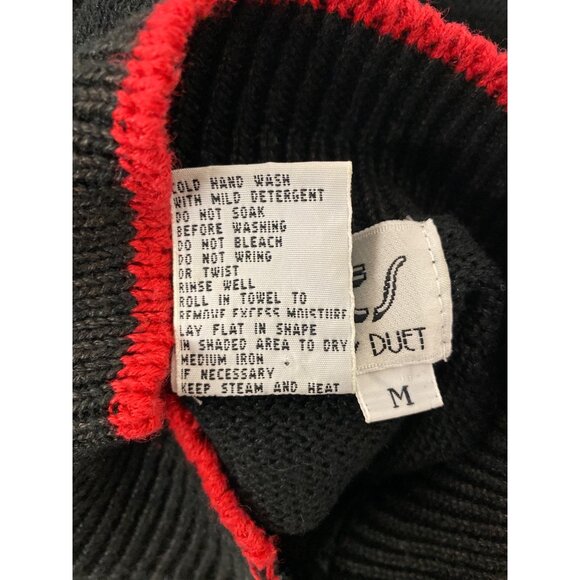 COLD HAND WASH
WITH MILD DETERGENT
DO NOT SOAK
BEFORE WASHING
DO NOT BLEACH
DO NOT WRING
OR TWIST
RINSE WELL
ROLL IN TOWEL TO
REMOVE EXCESS MOISTURE
LAY FLAT IN SHAPE
IN SHADED AREA TO DRY
MEDIUM IRON
IF NECESSARY
KEEP STEAM AND HEAT
DUET
M